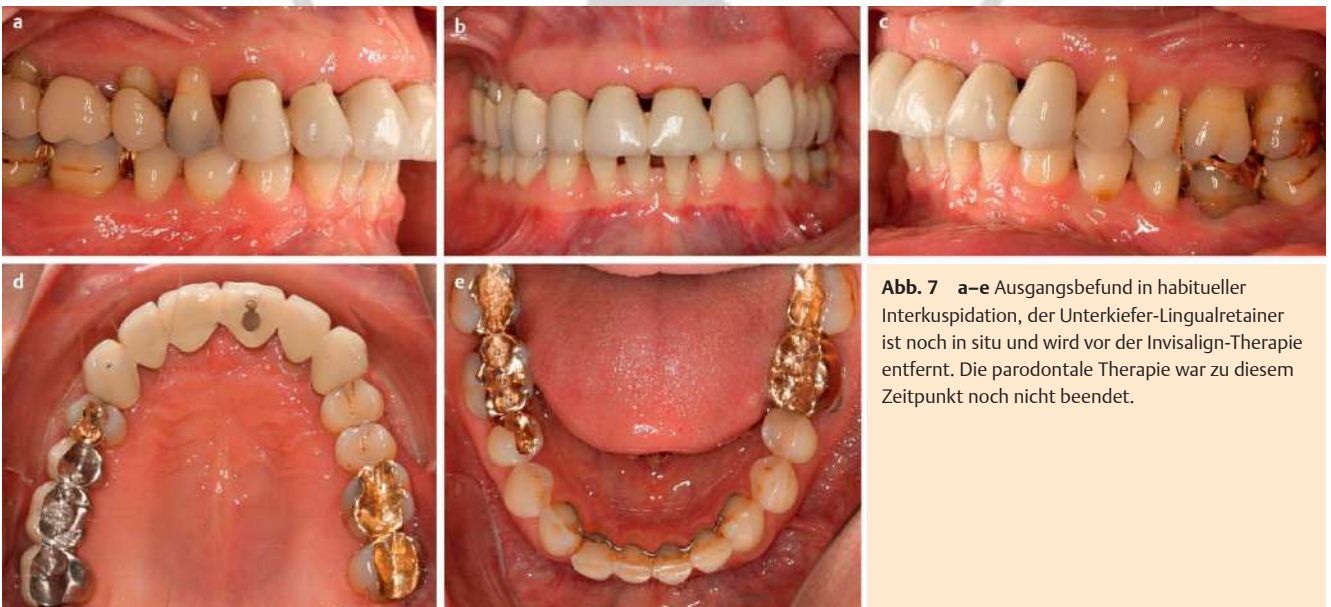 a
b
c
d
e
Abb. 7 a–e Ausgangsbefund in habitueller
Interkuspidation, der Unterkiefer-Lingualretainer
ist noch in situ und wird vor der Invisalign-Therapie
entfernt. Die parodontale Therapie war zu diesem
Zeitpunkt noch nicht beendet.